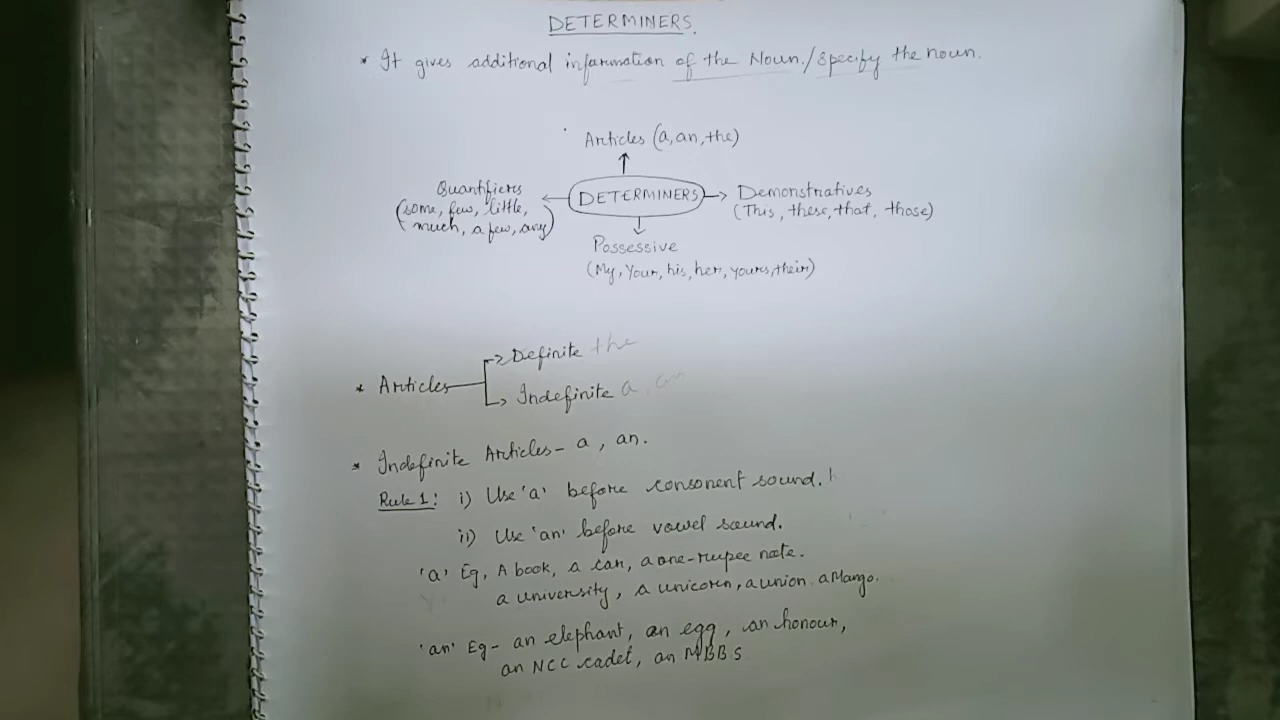 DETERMINERS.
* It gives additional information of the Noun./specify the noun.
Articles (a, an, the)
Quantifiers
(some, few, little,
much, a few, any)
DETERMINERS
Demonstratives
(This, these, that, those)
Possessive
(My, Your, his, her, yours, their)
→ Definite the
* Articles
→ Indefinite a, an
* Indefinite Articles - a, an.
Rule 1: i) Use 'a' before consonent sound.
ii) Use 'an' before vowel sound.
'a' Eg, A book, a car, a one-rupee note.
a university, a unicorn, a union. a Mango.
'an' Eg- an elephant, an egg, an honour,
an NCC cadet, an MBBS